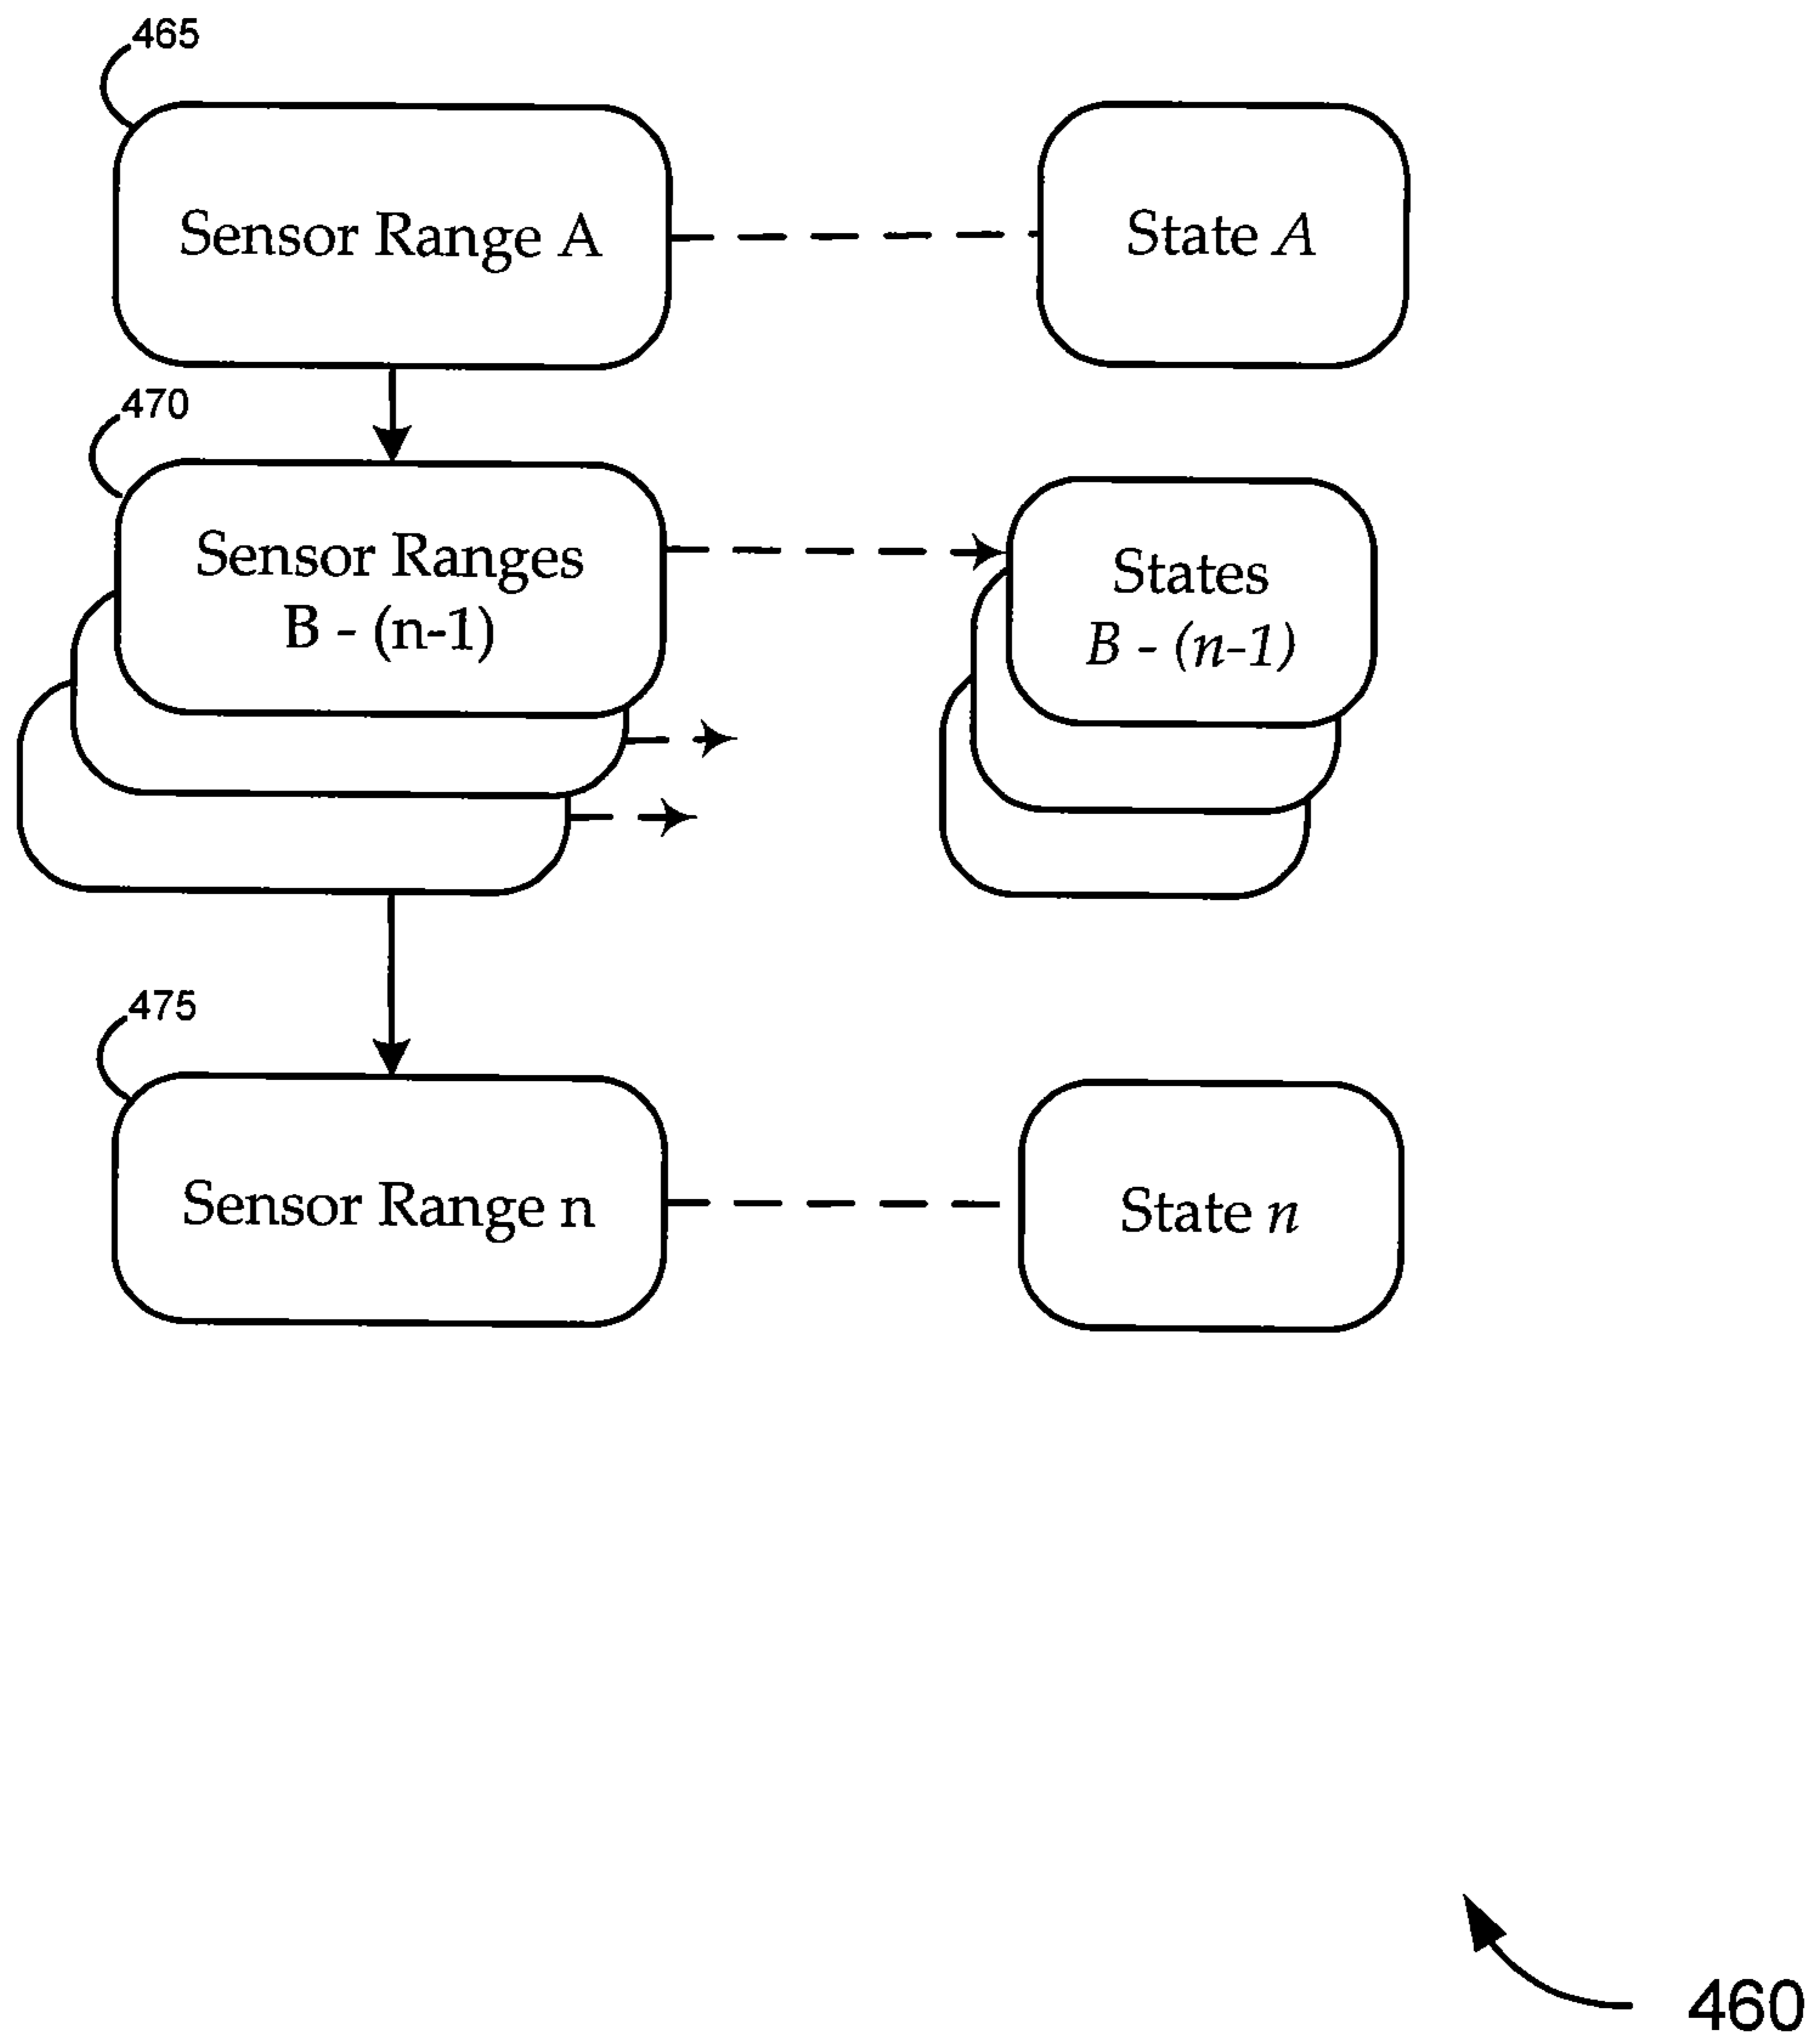 465
Sensor Range A
State A
470
Sensor Ranges
B - (n-1)
States
B - (n-1)
475
Sensor Range n
State n
460